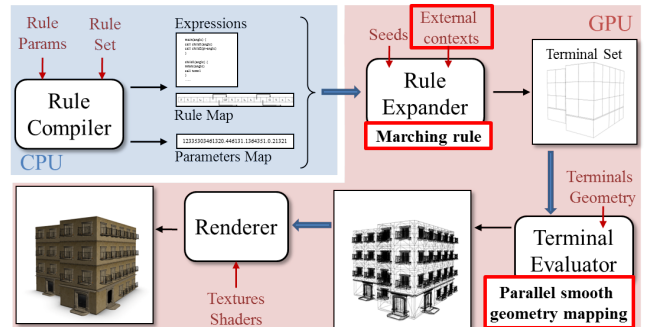 Rule
Params
Rule
Set
Expressions
Rule
Compiler
CPU
Rule Map
12335303461320.446131.1364351.0.21321
Parameters Map
GPU
Seeds
External
contexts
Rule
Expander
Marching rule
Terminal Set
Terminals
Geometry
Terminal
Evaluator
Parallel smooth
geometry mapping
Renderer
Textures
Shaders